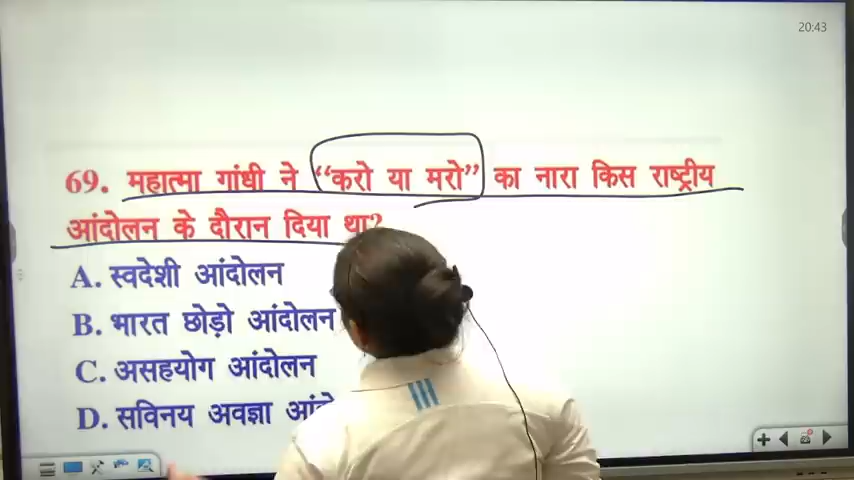 20:43
69. महात्मा गांधी ने “करो या मरो” का नारा किस राष्ट्रीय
आंदोलन के दौरान दिया था?
A. स्वदेशी आंदोलन
B. भारत छोड़ो आंदोलन
C. असहयोग आंदोलन
D. सविनय अवज्ञा